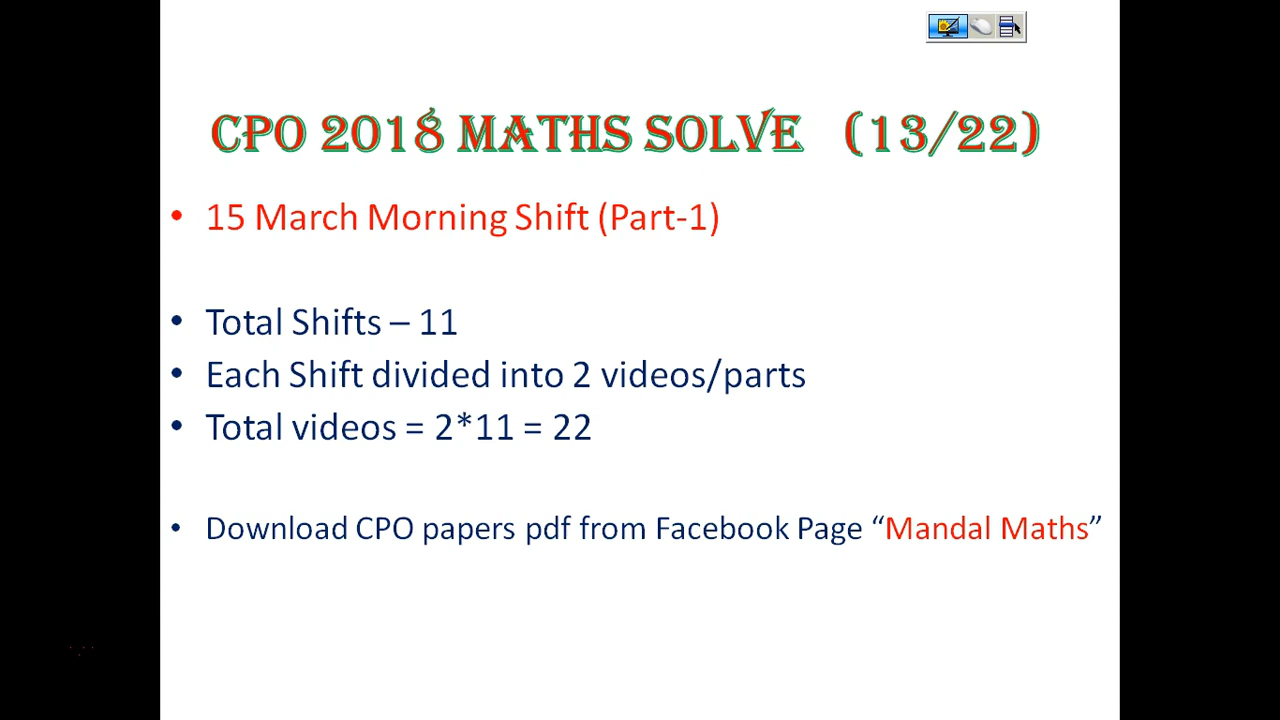 CPO 2018 MATHS SOLVE (13/22)
• 15 March Morning Shift (Part-1)
• Total Shifts – 11
• Each Shift divided into 2 videos/parts
• Total videos = 2*11 = 22
• Download CPO papers pdf from Facebook Page “Mandal Maths”